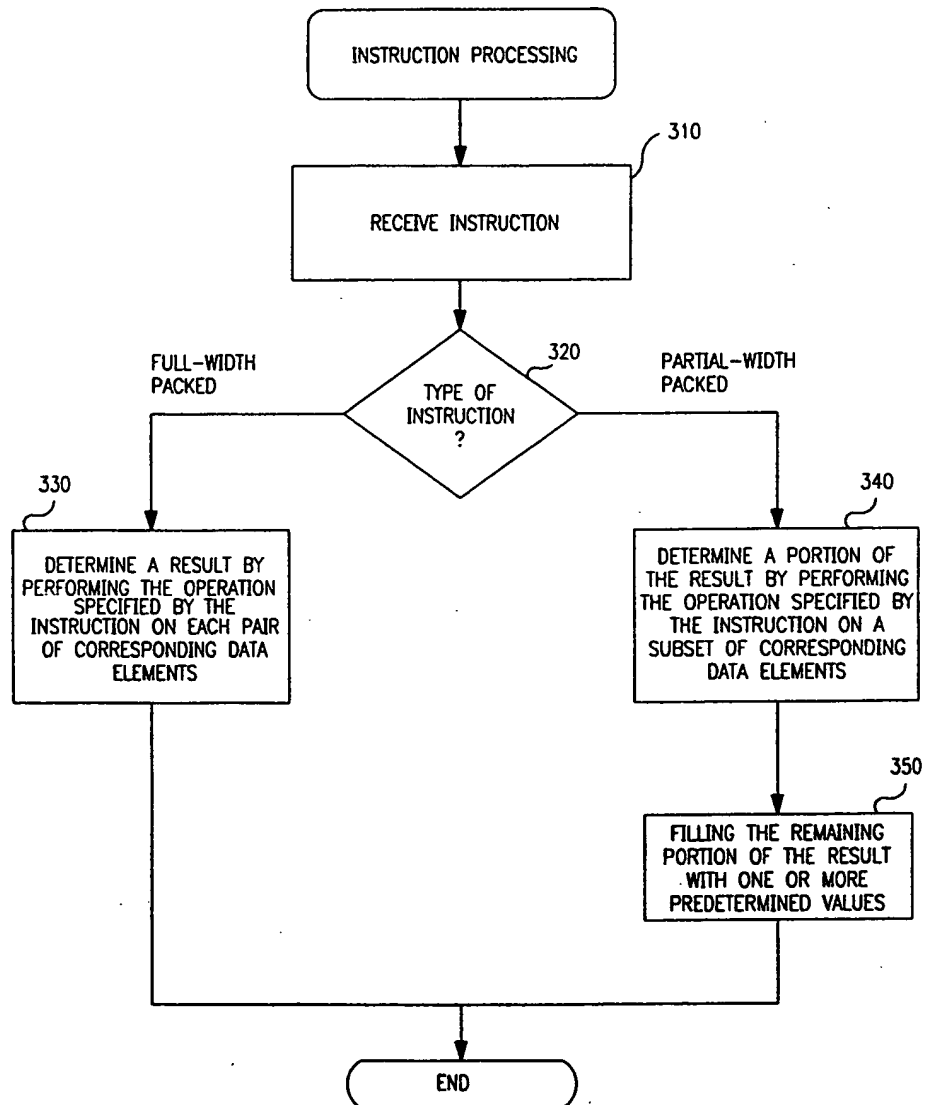 INSTRUCTION PROCESSING
310
RECEIVE INSTRUCTION
320
TYPE OF
INSTRUCTION
?
FULL-WIDTH
PACKED
PARTIAL-WIDTH
PACKED
330
DETERMINE A RESULT BY
PERFORMING THE OPERATION
SPECIFIED BY THE
INSTRUCTION ON EACH PAIR
OF CORRESPONDING DATA
ELEMENTS
340
DETERMINE A PORTION OF
THE RESULT BY PERFORMING
THE OPERATION SPECIFIED BY
THE INSTRUCTION ON A
SUBSET OF CORRESPONDING
DATA ELEMENTS
350
FILLING THE REMAINING
PORTION OF THE RESULT
WITH ONE OR MORE
PREDETERMINED VALUES
END